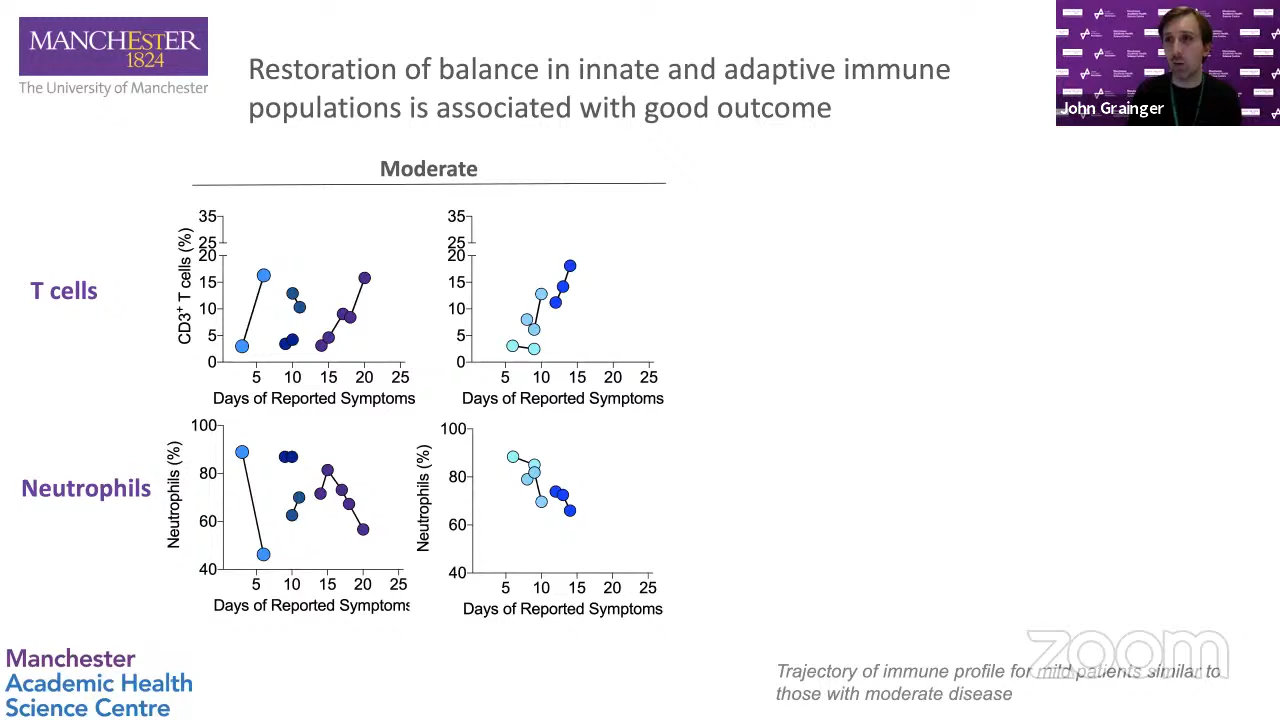 MANCHESTER
1824
The University of Manchester
Restoration of balance in innate and adaptive immune
populations is associated with good outcome
John Grainger
Moderate
T cells
CD3+ T cells (%)
35
25
20
15
10
5
0
5 10 15 20 25
Days of Reported Symptoms
35
25
20
15
10
5
0
5 10 15 20 25
Days of Reported Symptoms
Neutrophils
Neutrophils (%)
100
80
60
40
5 10 15 20 25
Days of Reported Symptoms
Neutrophils (%)
100
80
60
40
5 10 15 20 25
Days of Reported Symptoms
Manchester
Academic Health
Science Centre
zoom
Trajectory of immune profile for mild patients similar to
those with moderate disease